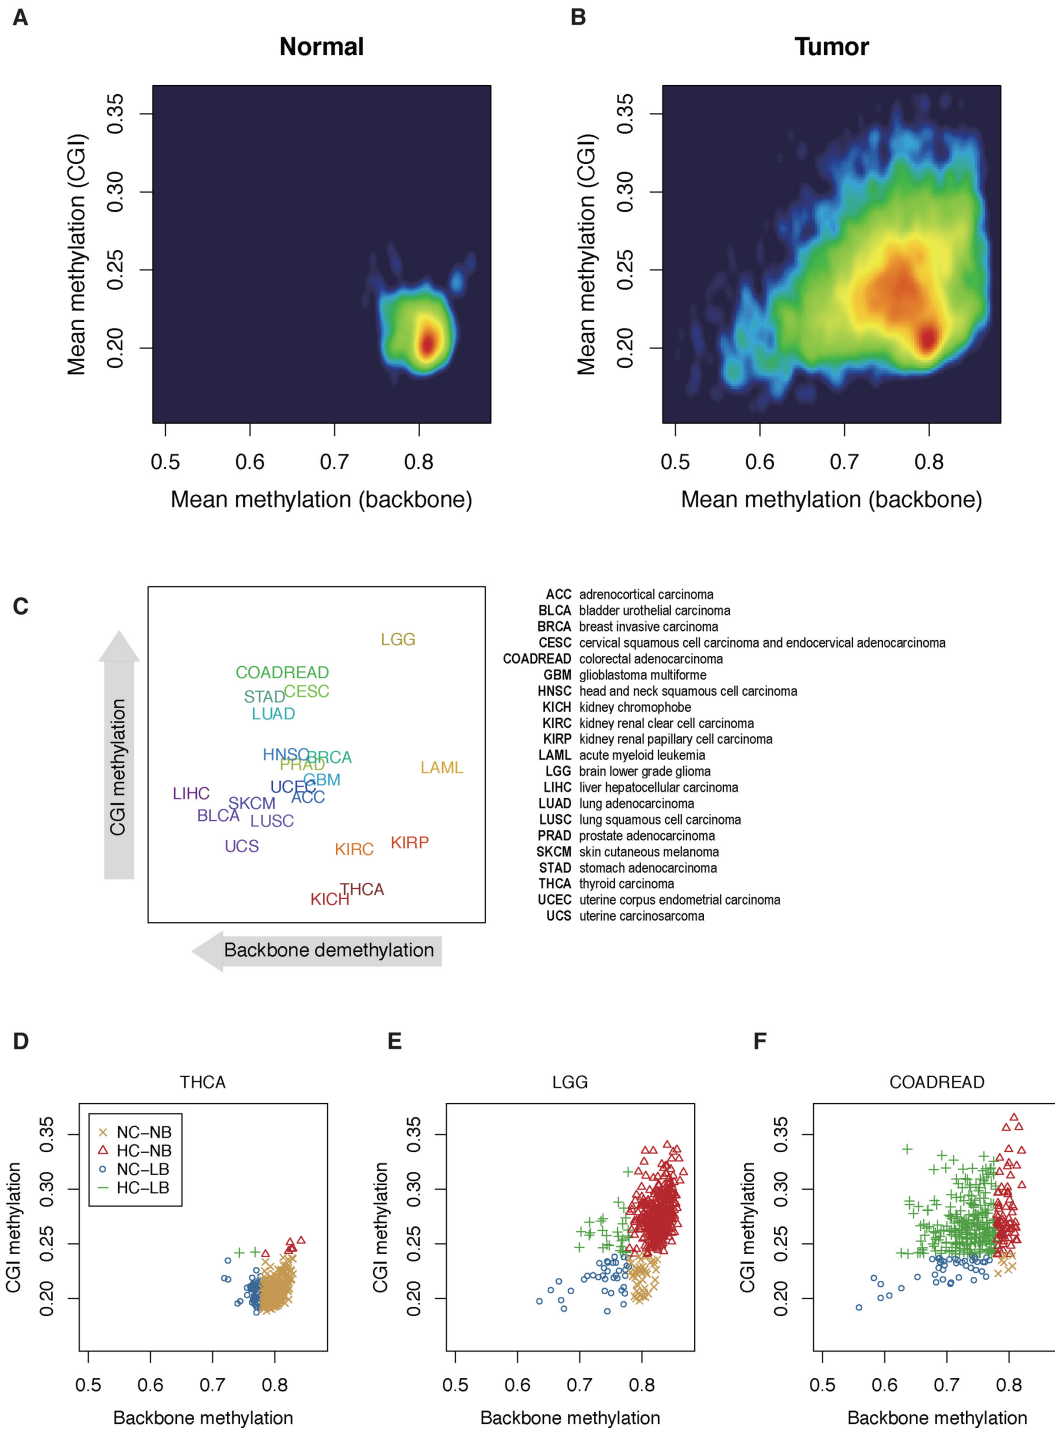 A
Normal
Mean methylation (CGI)
0.35
0.30
0.25
0.20
0.5 0.6 0.7 0.8
Mean methylation (backbone)
B
Tumor
Mean methylation (CGI)
0.35
0.30
0.25
0.20
0.5 0.6 0.7 0.8
Mean methylation (backbone)
C
CGI methylation
LGG
COADREAD
STAD CESC
LUAD
HNSC BRCA
PRAD LAML
GBM
UCEC
LIHC ACC
SKCM
BLCA LUSC
UCS KIRC KIRP
THCA
KICH
Backbone demethylation
ACC adrenocortical carcinoma
BLCA bladder urothelial carcinoma
BRCA breast invasive carcinoma
CESC cervical squamous cell carcinoma and endocervical adenocarcinoma
COADREAD colorectal adenocarcinoma
GBM glioblastoma multiforme
HNSC head and neck squamous cell carcinoma
KICH kidney chromophobe
KIRC kidney renal clear cell carcinoma
KIRP kidney renal papillary cell carcinoma
LAML acute myeloid leukemia
LGG brain lower grade glioma
LIHC liver hepatocellular carcinoma
LUAD lung adenocarcinoma
LUSC lung squamous cell carcinoma
PRAD prostate adenocarcinoma
SKCM skin cutaneous melanoma
STAD stomach adenocarcinoma
THCA thyroid carcinoma
UCEC uterine corpus endometrial carcinoma
UCS uterine carcinosarcoma
D
THCA
CGI methylation
0.35
0.30
0.25
0.20
NC–NB
HC–NB
NC–LB
HC–LB
0.5 0.6 0.7 0.8
Backbone methylation
E
LGG
CGI methylation
0.35
0.30
0.25
0.20
0.5 0.6 0.7 0.8
Backbone methylation
F
COADREAD
CGI methylation
0.35
0.30
0.25
0.20
0.5 0.6 0.7 0.8
Backbone methylation